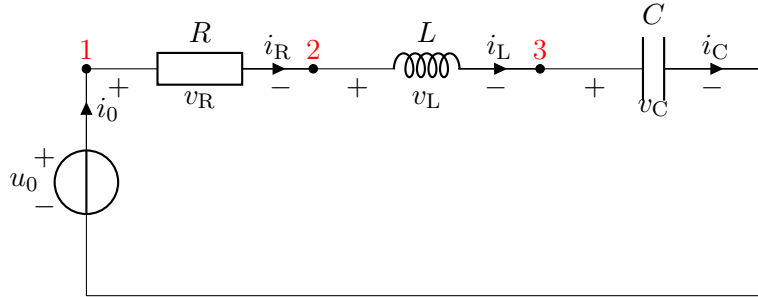 R L C
1 i_R 2 i_L 3 i_C
+ − + − + −
v_R v_L v_C
i_0
+
u_0
−